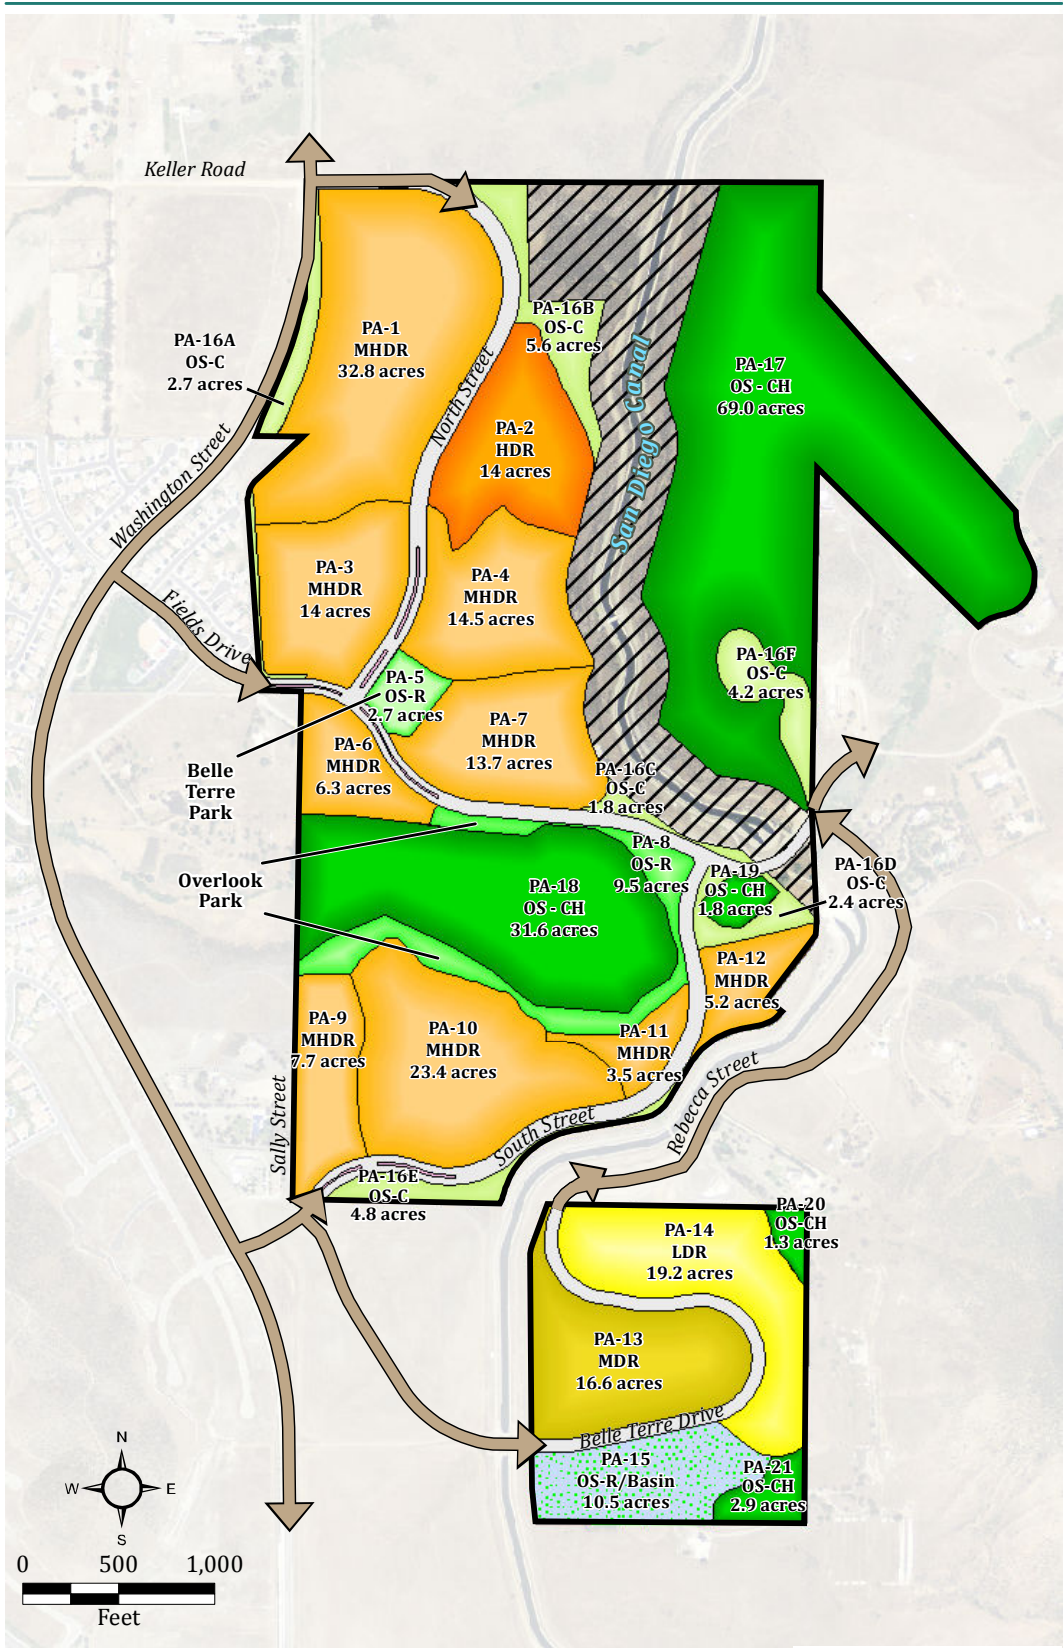 Keller Road
PA-16A
OS-C
2.7 acres
PA-1
MHDR
32.8 acres
PA-16B
OS-C
5.6 acres
PA-17
OS - CH
69.0 acres
North Street
San Diego Canal
PA-2
HDR
14 acres
Washington Street
PA-3
MHDR
14 acres
PA-4
MHDR
14.5 acres
Fields Drive
PA-5
OS-R
2.7 acres
PA-16F
OS-C
4.2 acres
PA-6
MHDR
6.3 acres
PA-7
MHDR
13.7 acres
Belle
Terre
Park
PA-16C
OS-C
1.8 acres
PA-8
OS-R
9.5 acres
Overlook
Park
PA-18
OS - CH
31.6 acres
PA-19
OS - CH
1.8 acres
PA-16D
OS-C
2.4 acres
PA-12
MHDR
5.2 acres
PA-9
MHDR
7.7 acres
PA-10
MHDR
23.4 acres
PA-11
MHDR
3.5 acres
Sally Street
South Street
Rebecca Street
PA-16E
OS-C
4.8 acres
PA-14
LDR
19.2 acres
PA-20
OS-CH
1.3 acres
PA-13
MDR
16.6 acres
Belle Terre Drive
PA-15
OS-R/Basin
10.5 acres
PA-21
OS-CH
2.9 acres
N
W
E
S
0 500 1,000
Feet